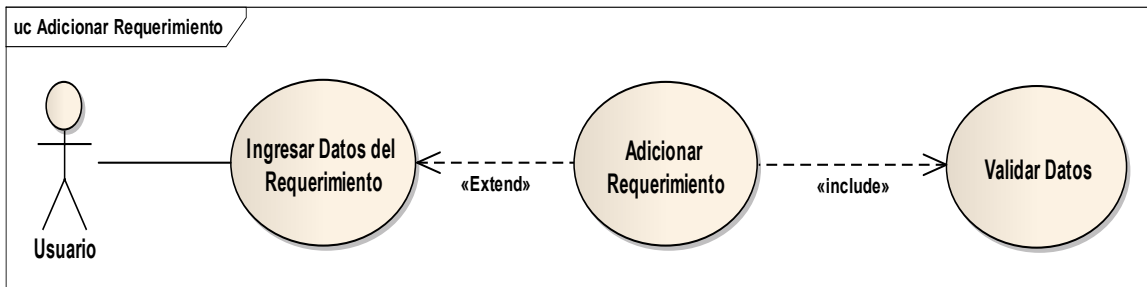 uc Adicionar Requerimiento
Usuario
Ingresar Datos del
Requerimiento
«Extend»
Adicionar
Requerimiento
«include»
Validar Datos